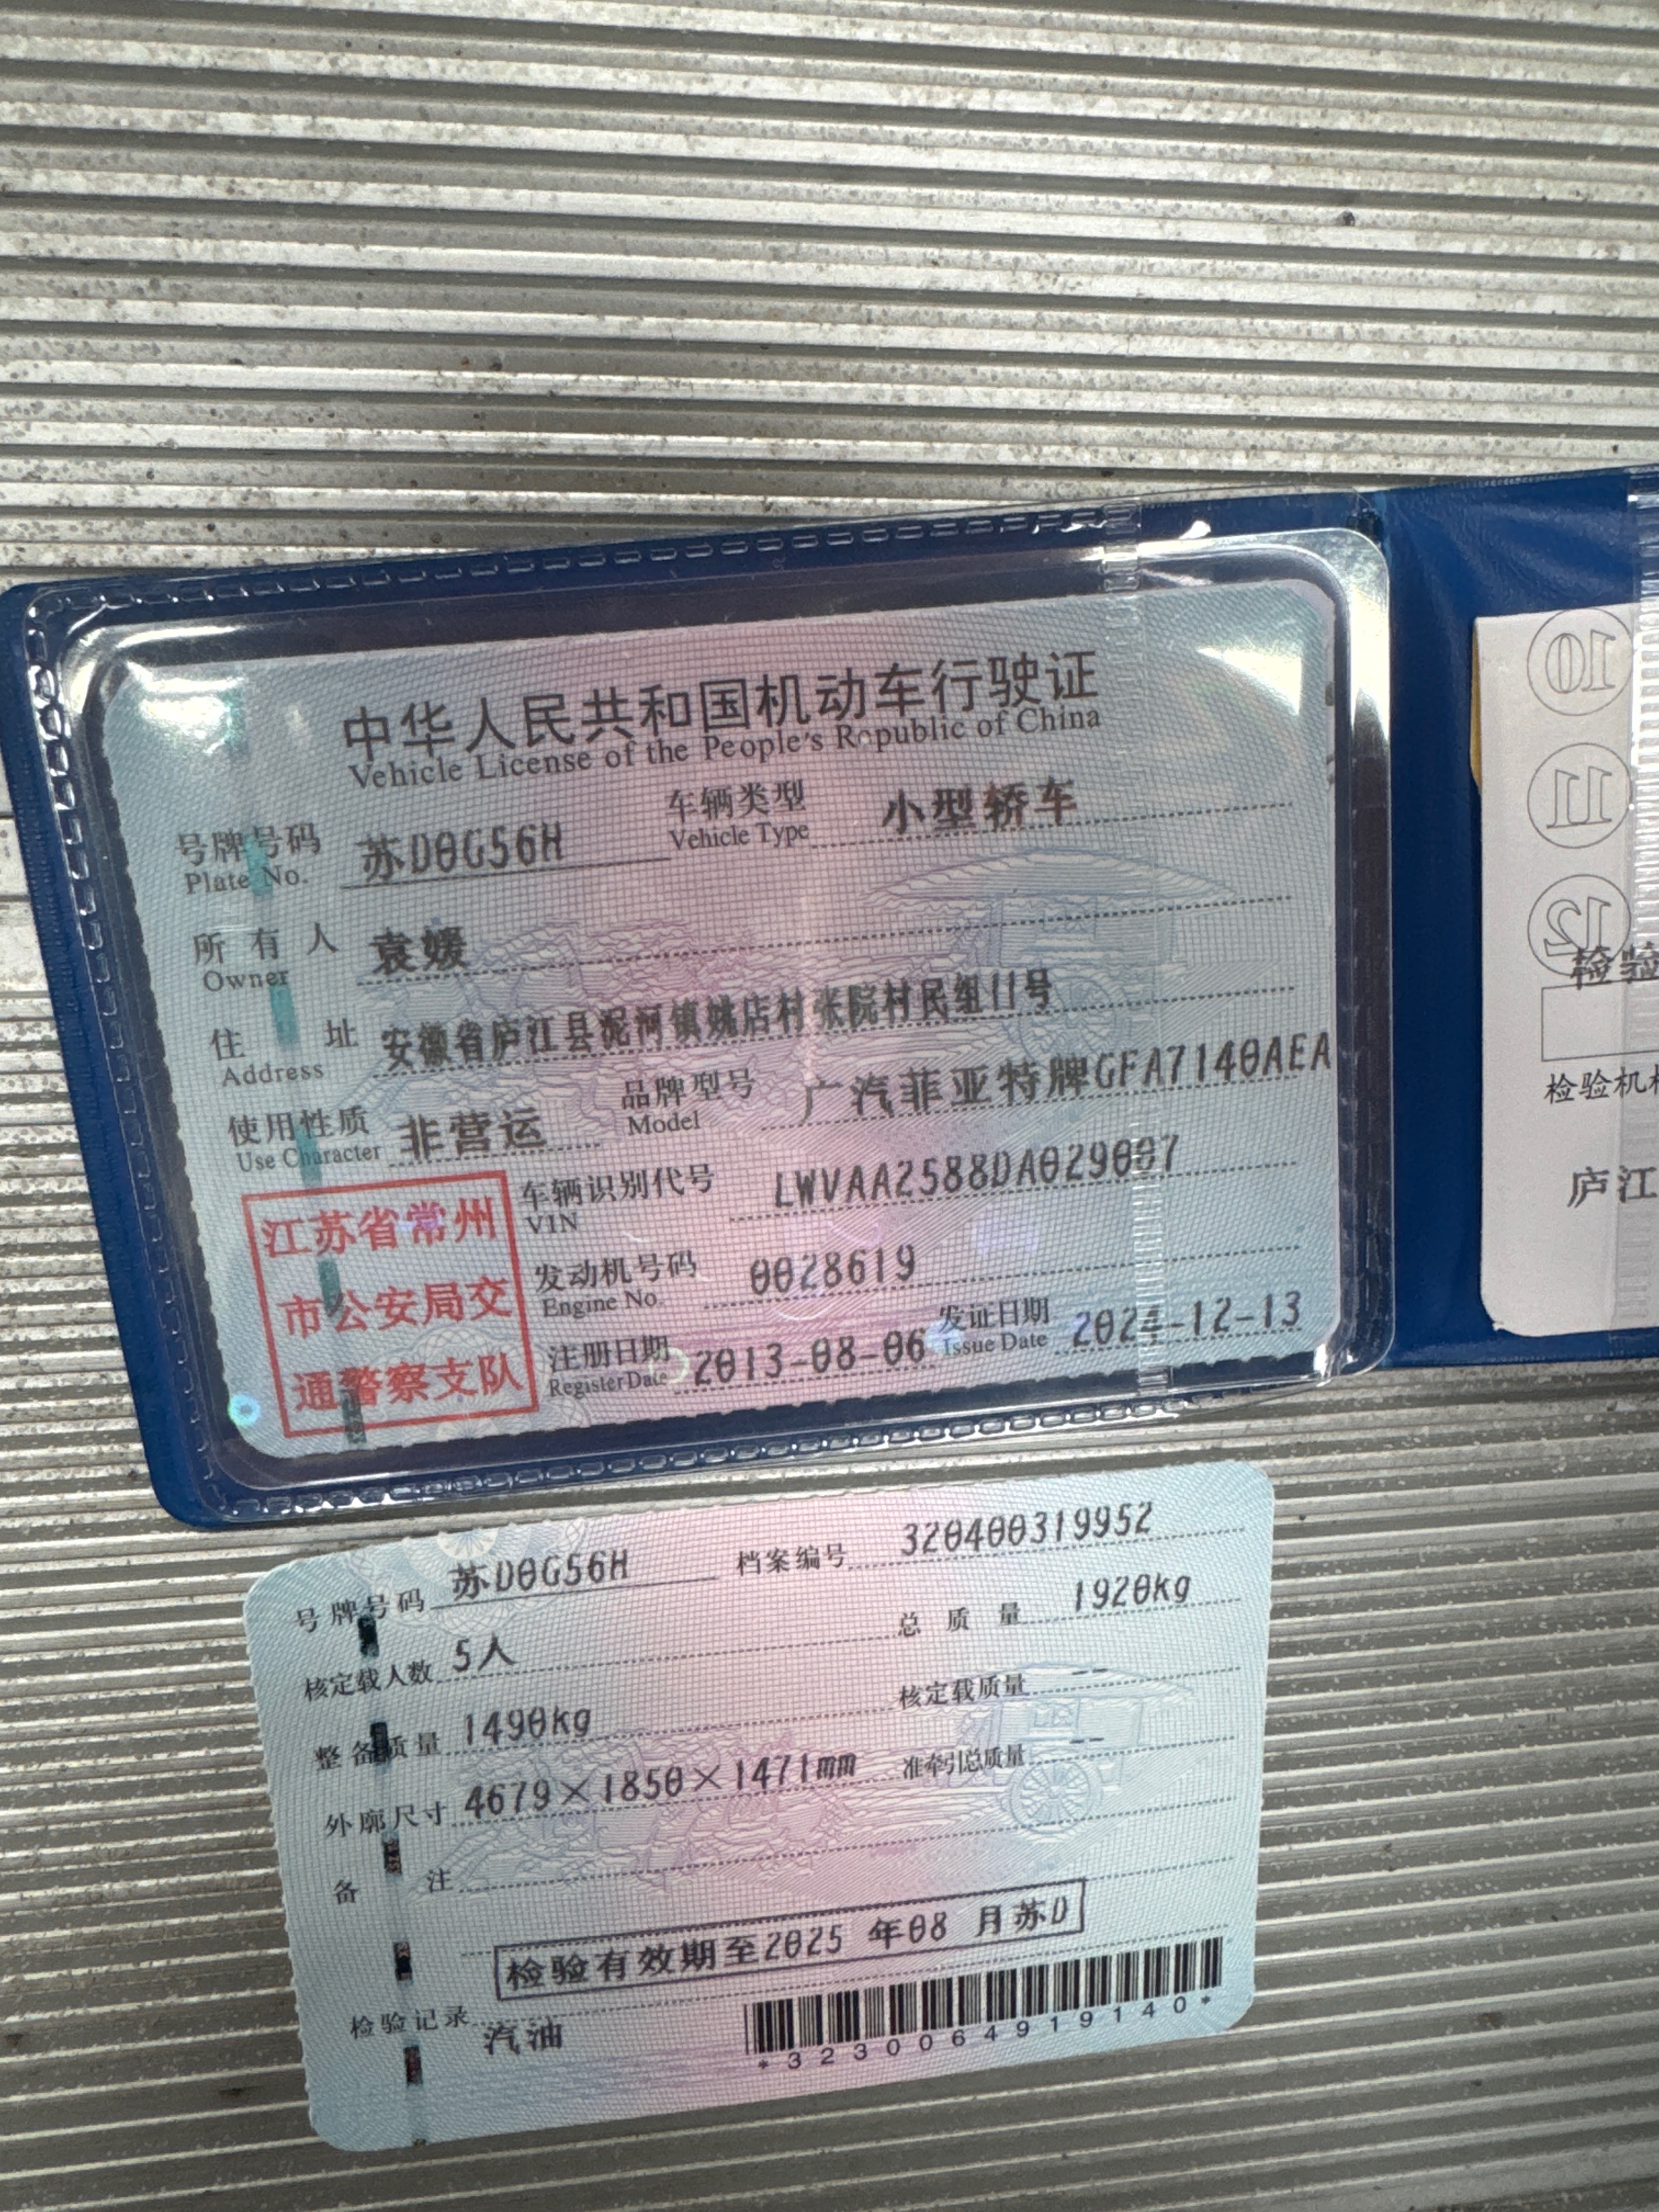 中华人民共和国机动车行驶证
Vehicle License of the People's Republic of China
号牌号码 苏D0G56H 车辆类型 小型轿车
Plate No. Vehicle Type
所有人 袁媛
Owner
住址 安徽省庐江县泥河镇姚店村张院村民组11号
Address
使用性质 非营运 品牌型号 广汽菲亚特牌GFA7140AEA
Use Character Model
江苏省常州
市公安局交
通警察支队
车辆识别代号 LWVAA2588DA029087
VIN
发动机号码 0028619
Engine No.
注册日期 2013-08-06 发证日期 2024-12-13
Register Date Issue Date
10
11
12
检验
检验机
庐江
号牌号码 苏D0G56H 档案编号 320400319952
核定载人数 5人 总质量 1920kg
整备质量 1490kg 核定载质量 --
外廓尺寸 4679×1850×1471mm 准牵引总质量 --
备注
检验有效期至2025 年08 月苏D
检验记录
汽油
*3230064919140*